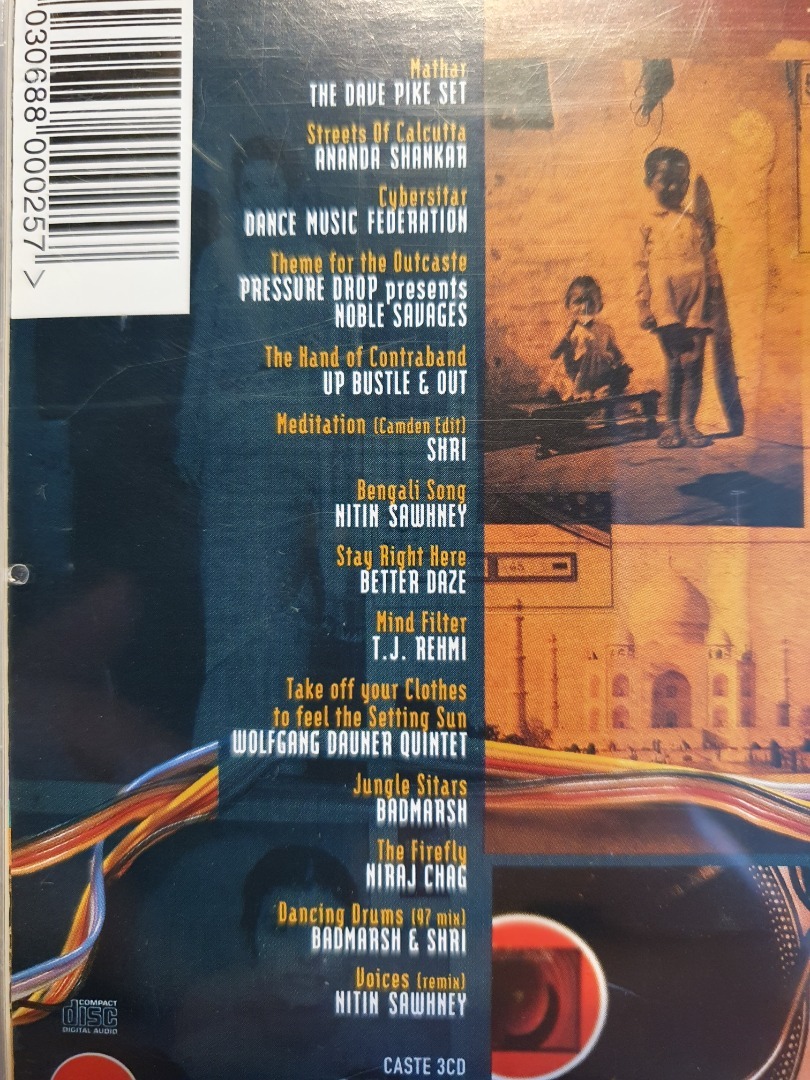 030688 000257 >
Mathar
THE DAVE PIKE SET
Streets Of Calcutta
ANANDA SHANKAR
Cybersitar
DANCE MUSIC FEDERATION
Theme for the Outcaste
PRESSURE DROP presents
NOBLE SAVAGES
The Hand of Contraband
UP BUSTLE & OUT
Meditation (Camden Edit)
SHRI
Bengali Song
NITIN SAWHNEY
Stay Right Here
BETTER DAZE
Mind Filter
T.J. REHMI
Take off your Clothes
to feel the Setting Sun
WOLFGANG DAUNER QUINTET
Jungle Sitars
BADMARSH
The Firefly
NIRAJ CHAG
Dancing Drums (97 mix)
BADMARSH & SHRI
Voices (remix)
NITIN SAWHNEY
COMPACT
disc
DIGITAL AUDIO
CASTE 3CD